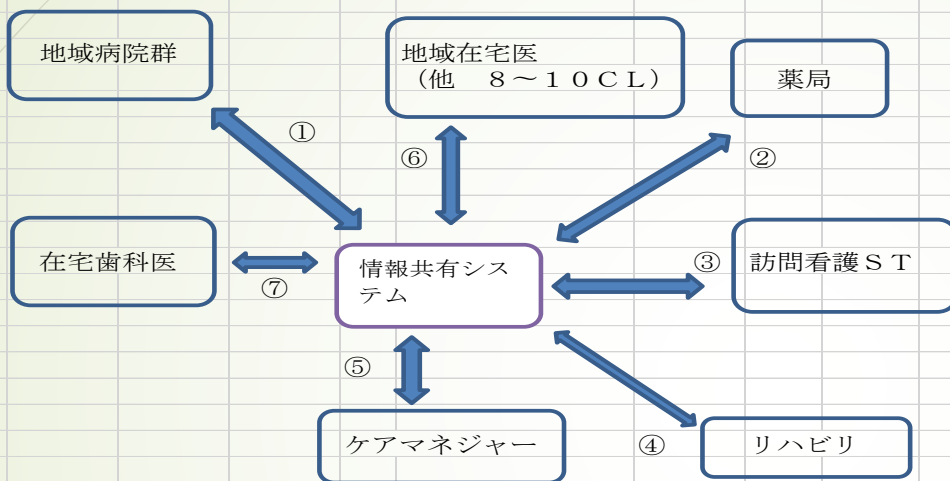 地域病院群
地域在宅医
（他　８～１０ＣＬ）
薬局
①
⑥
②
在宅歯科医
⑦
情報共有シス
テム
③
訪問看護ＳＴ
⑤
ケアマネジャー
④
リハビリ